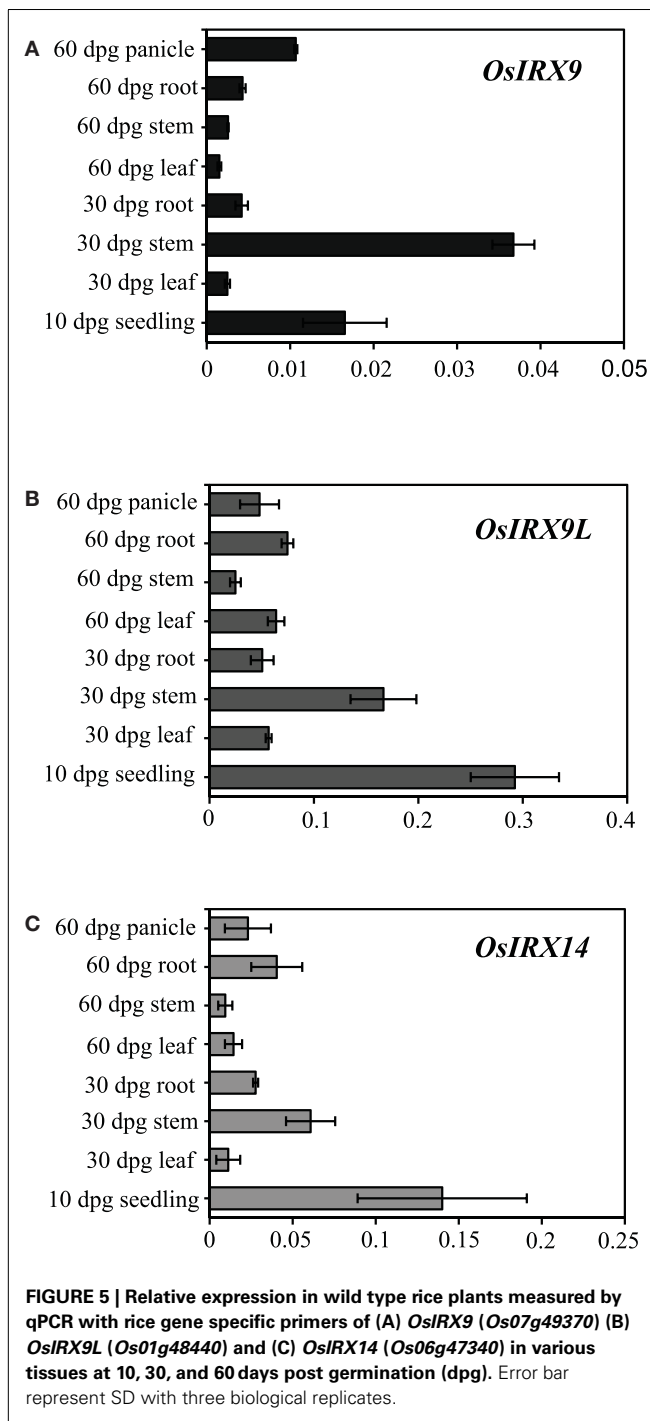 A
OsIRX9
60 dpg panicle
60 dpg root
60 dpg stem
60 dpg leaf
30 dpg root
30 dpg stem
30 dpg leaf
10 dpg seedling
0 0.01 0.02 0.03 0.04 0.05
B
OsIRX9L
60 dpg panicle
60 dpg root
60 dpg stem
60 dpg leaf
30 dpg root
30 dpg stem
30 dpg leaf
10 dpg seedling
0 0.1 0.2 0.3 0.4
C
OsIRX14
60 dpg panicle
60 dpg root
60 dpg stem
60 dpg leaf
30 dpg root
30 dpg stem
30 dpg leaf
10 dpg seedling
0 0.05 0.1 0.15 0.2 0.25
FIGURE 5 | Relative expression in wild type rice plants measured by
qPCR with rice gene specific primers of (A) OsIRX9 (Os07g49370) (B)
OsIRX9L (Os01g48440) and (C) OsIRX14 (Os06g47340) in various
tissues at 10, 30, and 60 days post germination (dpg). Error bar
represent SD with three biological replicates.